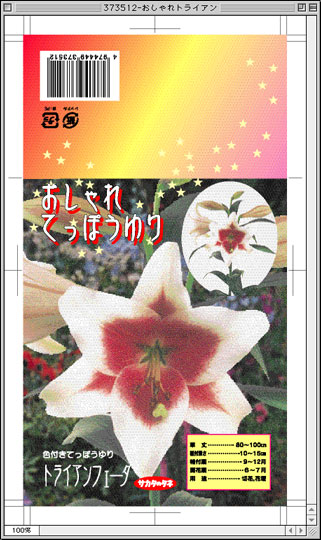 373512-おしゃれトライアン
4 974449 373512
おしゃれ
てっぽうゆり
色付きてっぽうゆり
トライアンフェータ
サカタのタネ
草　丈・・・・・・80〜100cm
植付深さ・・・・・・10〜15cm
植付期・・・・・・9〜12月
開花期・・・・・・6〜7月
用　途・・・・・・切花、花壇
100%